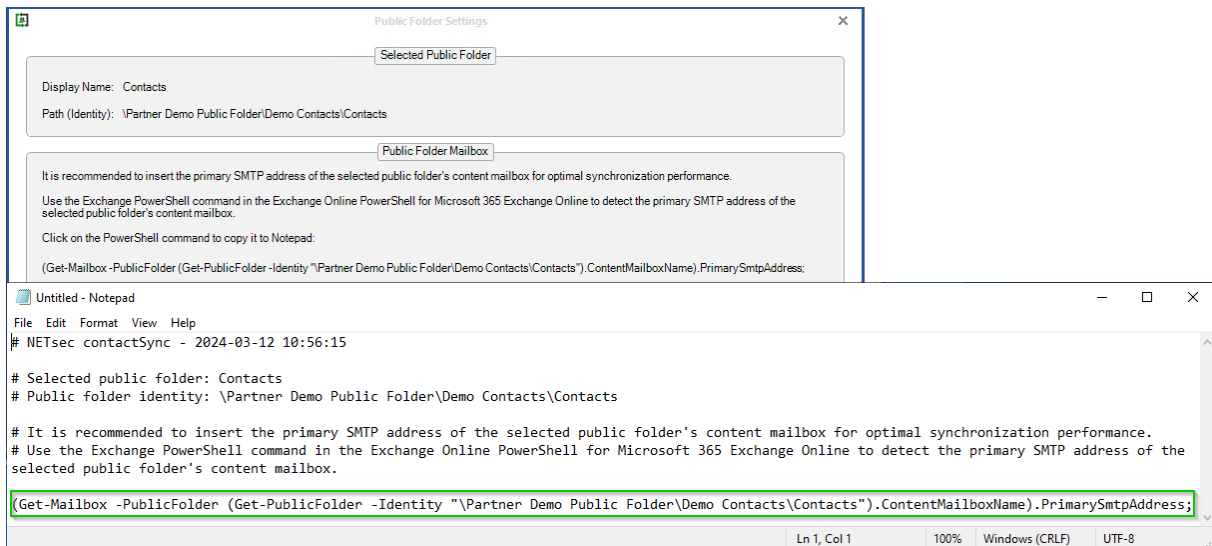 Public Folder Settings
Selected Public Folder
Display Name: Contacts
Path (Identity): \Partner Demo Public Folder\Demo Contacts\Contacts
Public Folder Mailbox
It is recommended to insert the primary SMTP address of the selected public folder's content mailbox for optimal synchronization performance.
Use the Exchange PowerShell command in the Exchange Online PowerShell for Microsoft 365 Exchange Online to detect the primary SMTP address of the
selected public folder's content mailbox.
Click on the PowerShell command to copy it to Notepad:
(Get-Mailbox -PublicFolder (Get-PublicFolder -Identity "\Partner Demo Public Folder\Demo Contacts\Contacts").ContentMailboxName).PrimarySmtpAddress;
Untitled - Notepad
File Edit Format View Help
# NETsec contactSync - 2024-03-12 10:56:15
# Selected public folder: Contacts
# Public folder identity: \Partner Demo Public Folder\Demo Contacts\Contacts
# It is recommended to insert the primary SMTP address of the selected public folder's content mailbox for optimal synchronization performance.
# Use the Exchange PowerShell command in the Exchange Online PowerShell for Microsoft 365 Exchange Online to detect the primary SMTP address of the
selected public folder's content mailbox.
(Get-Mailbox -PublicFolder (Get-PublicFolder -Identity "\Partner Demo Public Folder\Demo Contacts\Contacts").ContentMailboxName).PrimarySmtpAddress;
Ln 1, Col 1 100% Windows (CRLF) UTF-8